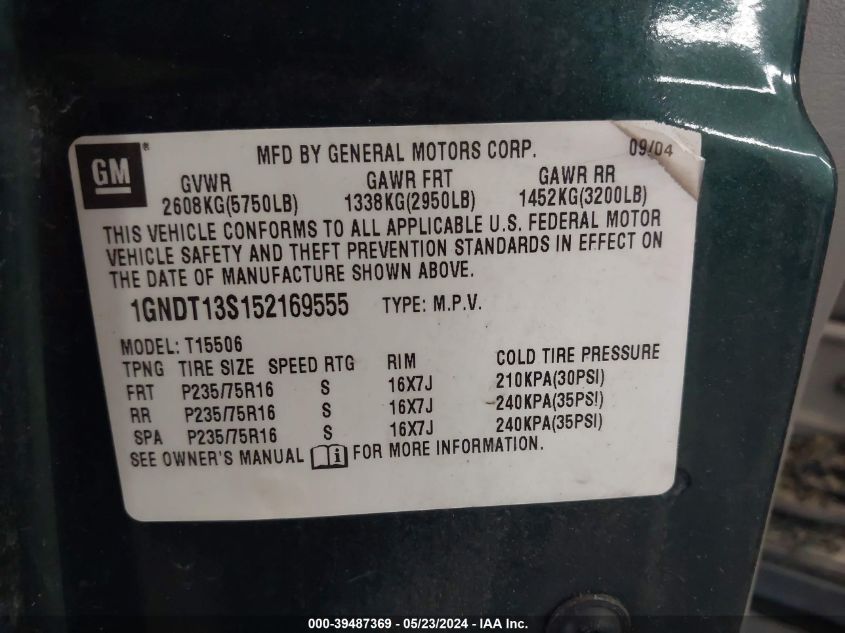 GM® MFD BY GENERAL MOTORS CORP. 09/04
GVWR GAWR FRT GAWR RR
2608KG(5750LB) 1338KG(2950LB) 1452KG(3200LB)
THIS VEHICLE CONFORMS TO ALL APPLICABLE U.S. FEDERAL MOTOR
VEHICLE SAFETY AND THEFT PREVENTION STANDARDS IN EFFECT ON
THE DATE OF MANUFACTURE SHOWN ABOVE.
1GNDT13S152169555 TYPE: M.P.V.
MODEL: T15506
TPNG TIRE SIZE SPEED RTG RIM COLD TIRE PRESSURE
FRT P235/75R16 S 16X7J 210KPA(30PSI)
RR P235/75R16 S 16X7J 240KPA(35PSI)
SPA P235/75R16 S 16X7J 240KPA(35PSI)
SEE OWNER'S MANUAL i FOR MORE INFORMATION.
000-39487369 - 05/23/2024 - IAA Inc.